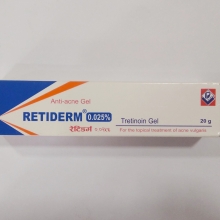 Anti-acne Gel
RETIDERM® 0.025%
Tretinoin Gel
20 g
रेटिडर्म ०.०२५%
For the topical treatment of acne vulgaris